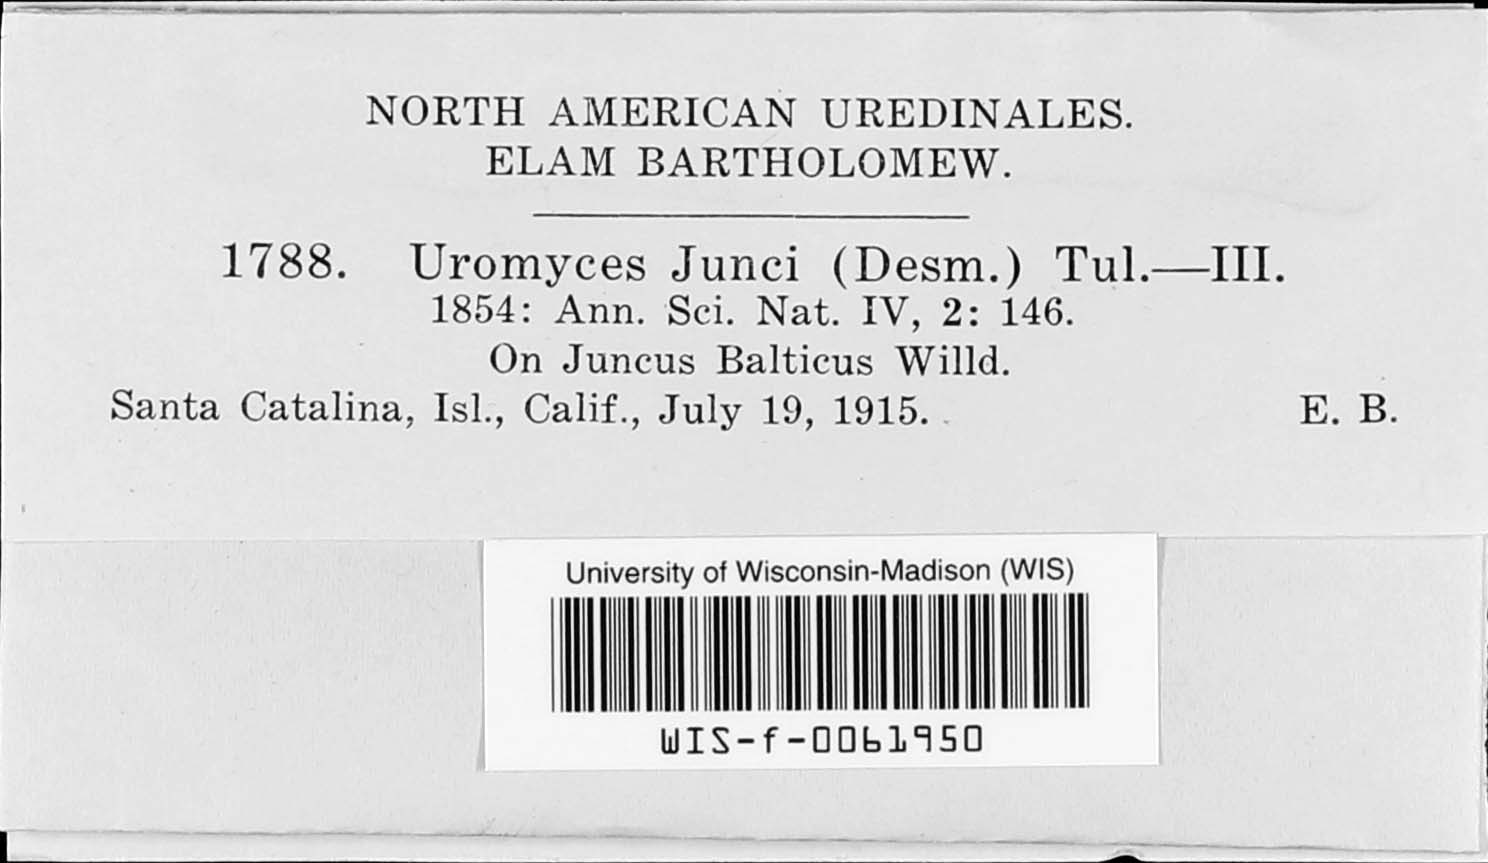 NORTH AMERICAN UREDINALES.
ELAM BARTHOLOMEW.
1788. Uromyces Junci (Desm.) Tul.—III.
1854: Ann. Sci. Nat. IV, 2: 146.
On Juncus Balticus Willd.
Santa Catalina, Isl., Calif., July 19, 1915. E. B.
University of Wisconsin-Madison (WIS)
WIS-f-0061950